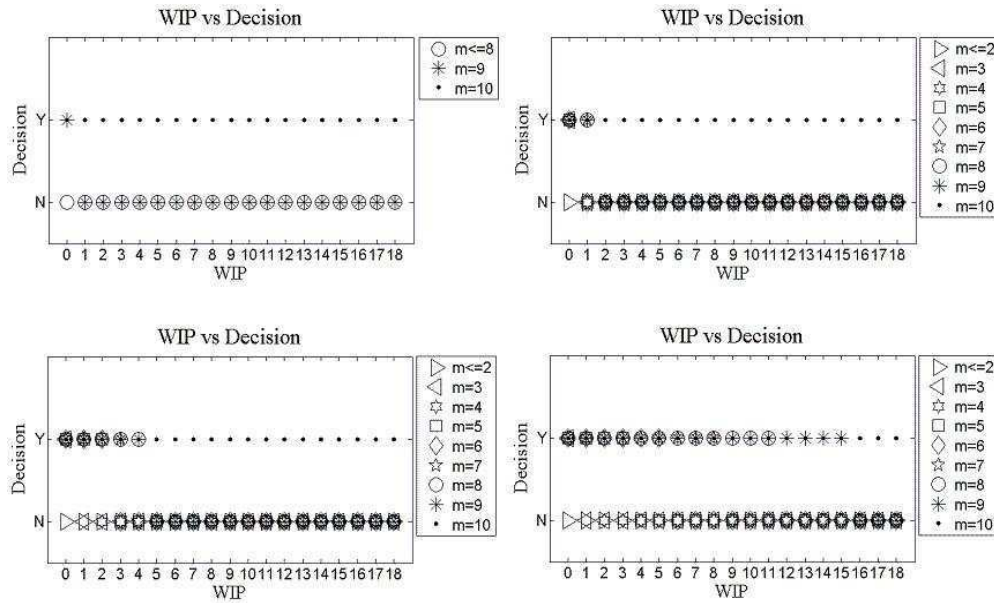 WIP vs Decision
Decision
Y
N
0 1 2 3 4 5 6 7 8 9 10 11 12 13 14 15 16 17 18
WIP
m<=8
m=9
m=10
WIP vs Decision
Decision
Y
N
0 1 2 3 4 5 6 7 8 9 10 11 12 13 14 15 16 17 18
WIP
m<=2
m=3
m=4
m=5
m=6
m=7
m=8
m=9
m=10
WIP vs Decision
Decision
Y
N
0 1 2 3 4 5 6 7 8 9 10 11 12 13 14 15 16 17 18
WIP
m<=2
m=3
m=4
m=5
m=6
m=7
m=8
m=9
m=10
WIP vs Decision
Decision
Y
N
0 1 2 3 4 5 6 7 8 9 10 11 12 13 14 15 16 17 18
WIP
m<=2
m=3
m=4
m=5
m=6
m=7
m=8
m=9
m=10